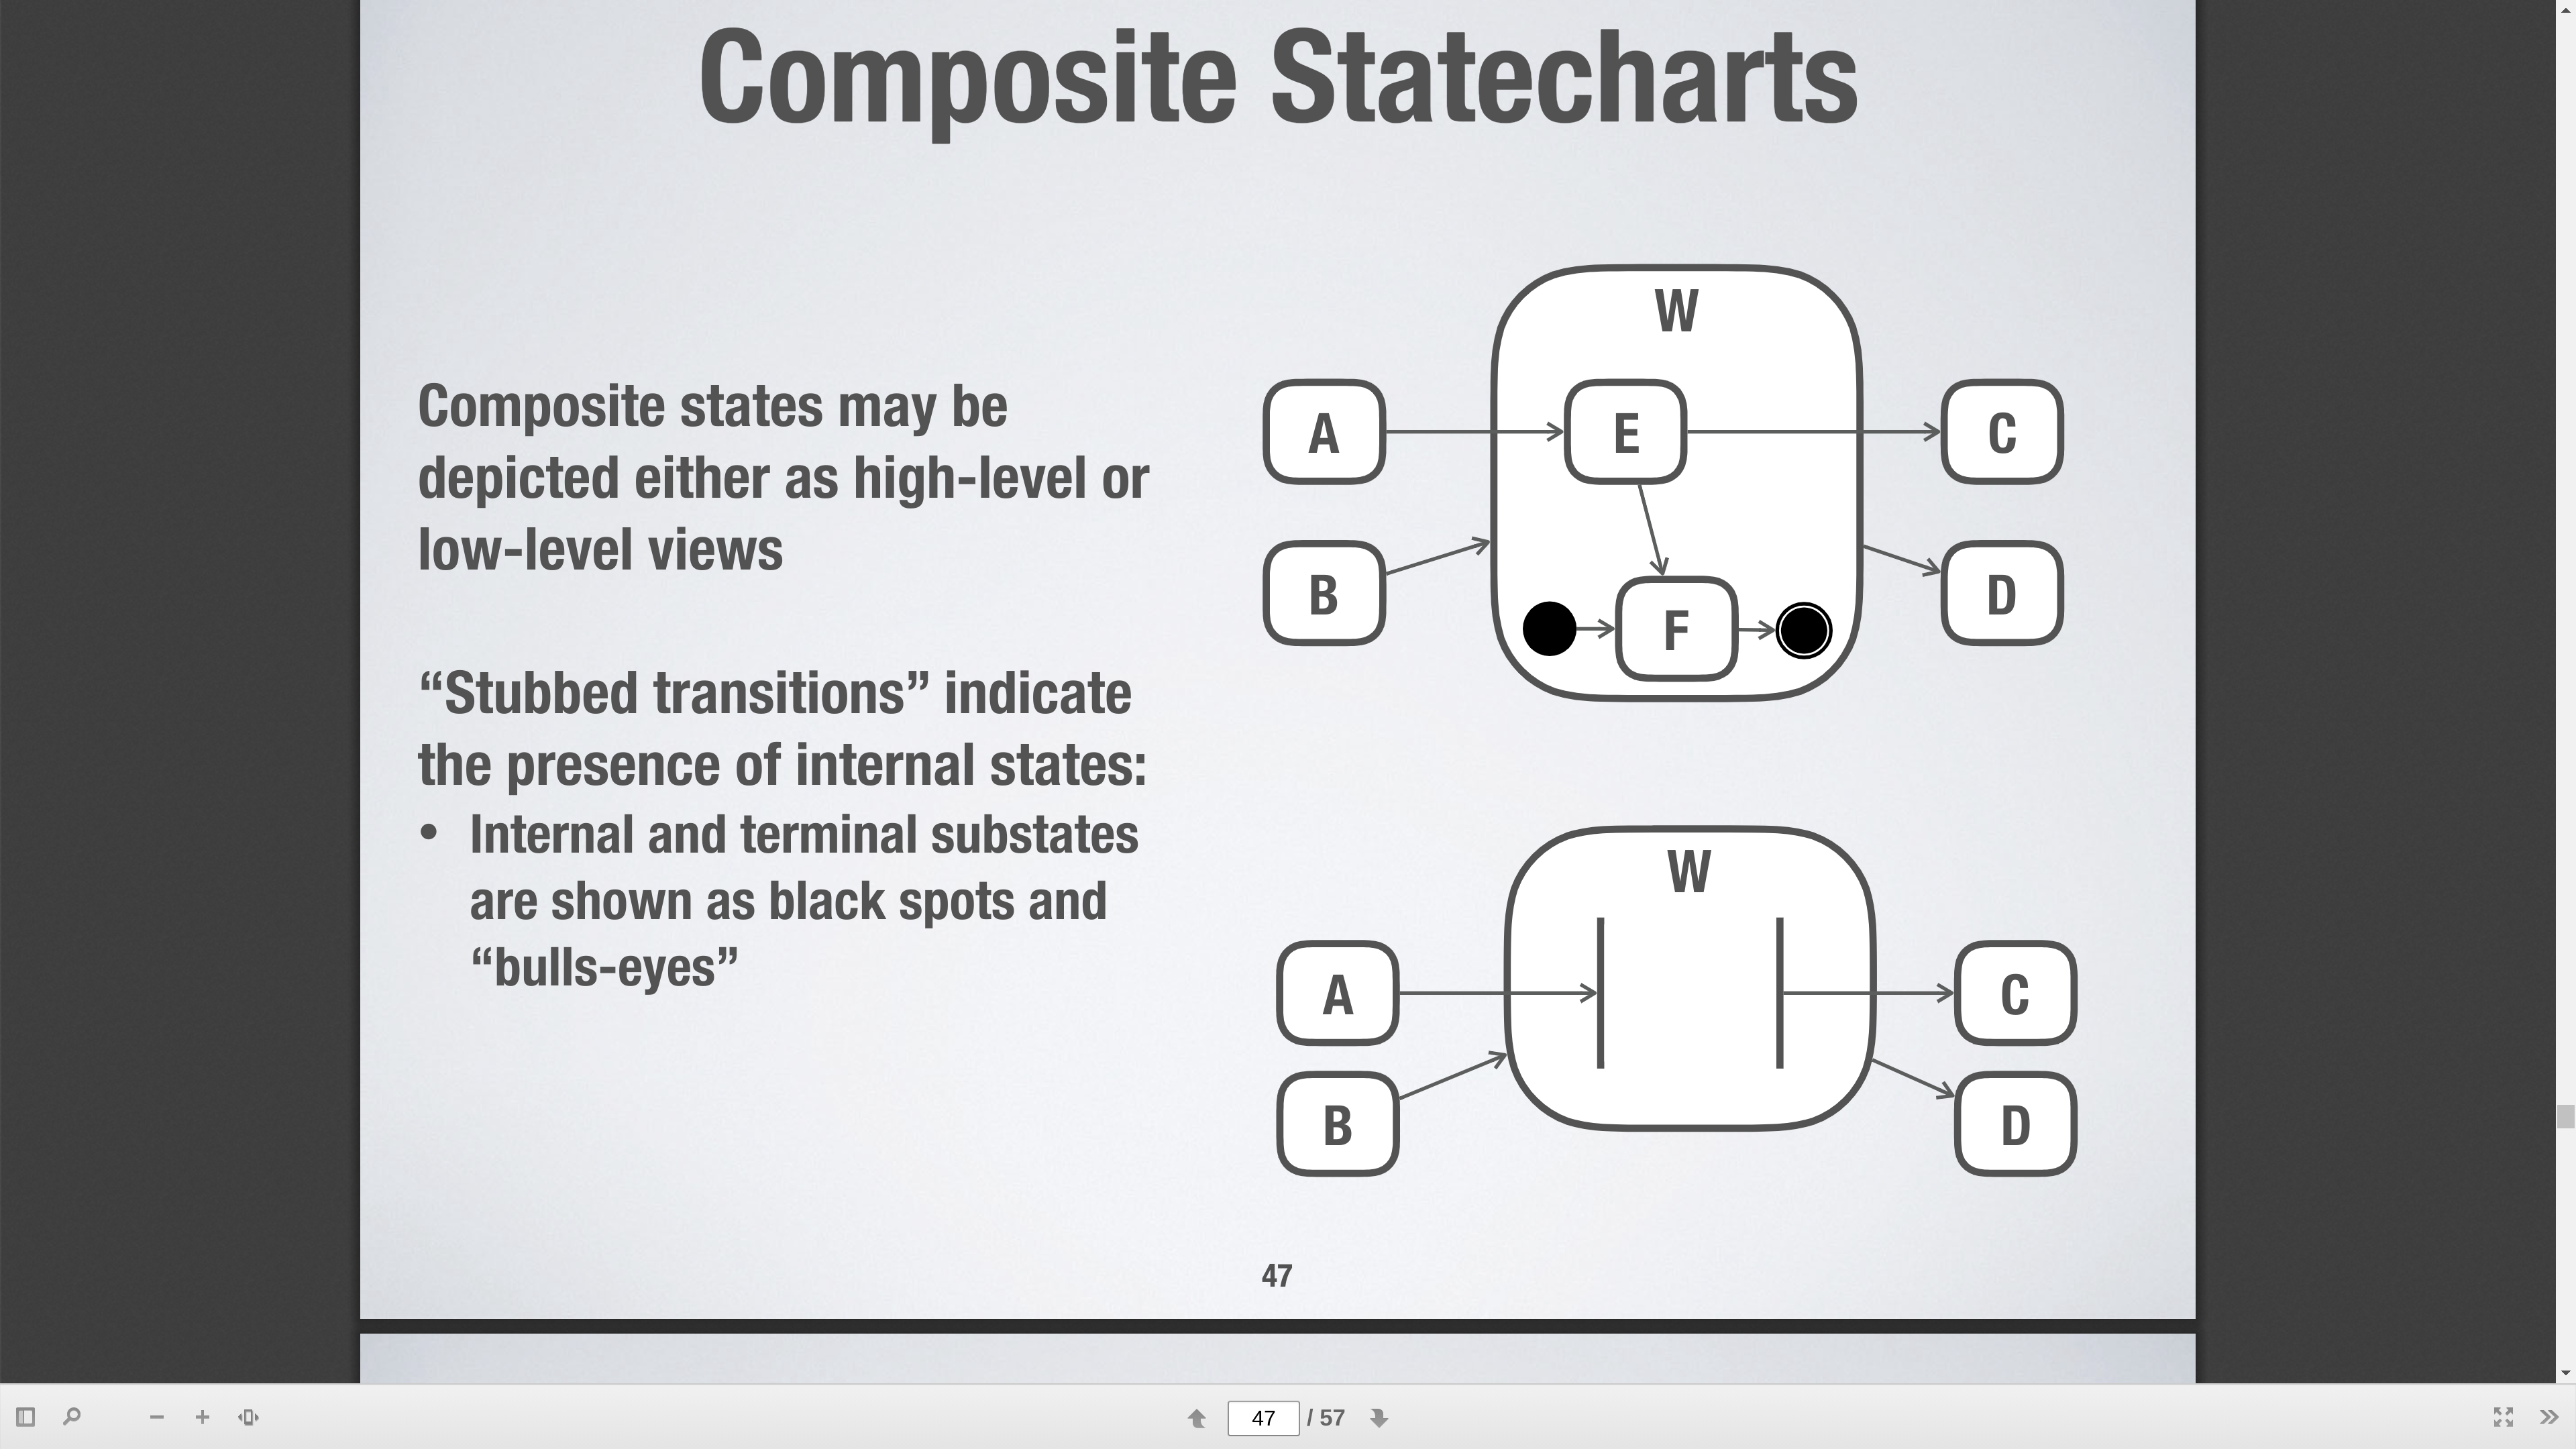 Composite Statecharts
Composite states may be
depicted either as high-level or
low-level views
“Stubbed transitions” indicate
the presence of internal states:
• Internal and terminal substates
are shown as black spots and
“bulls-eyes”
W
A
E
C
B
D
F
W
A
C
B
D
47
47 / 57